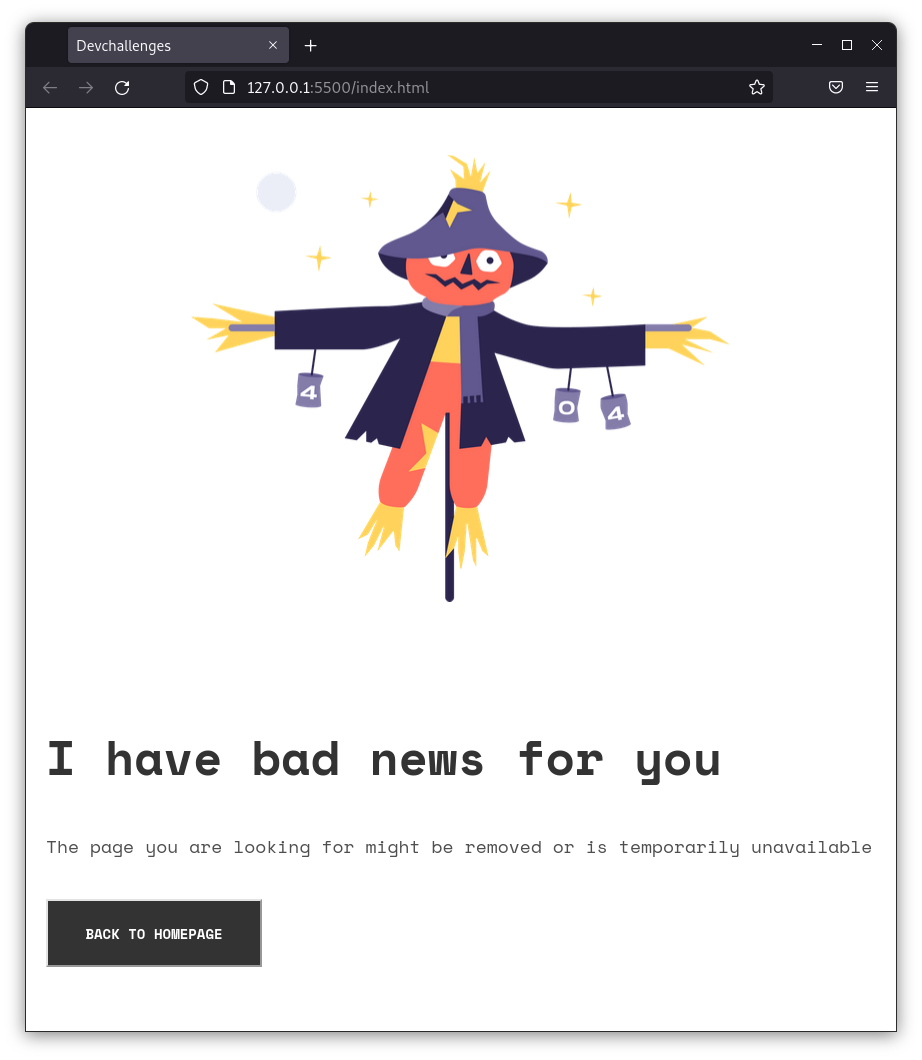 Devchallenges
127.0.0.1:5500/index.html
4 0 4
I have bad news for you
The page you are looking for might be removed or is temporarily unavailable
BACK TO HOMEPAGE